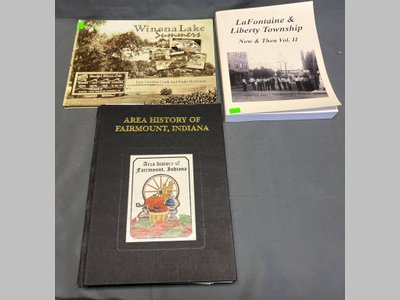 Winona Lake
Summers
LaFontaine &
Liberty Township
Now & Then Vol. II
AREA HISTORY OF
FAIRMOUNT, INDIANA
Area history of
Fairmount, Indiana